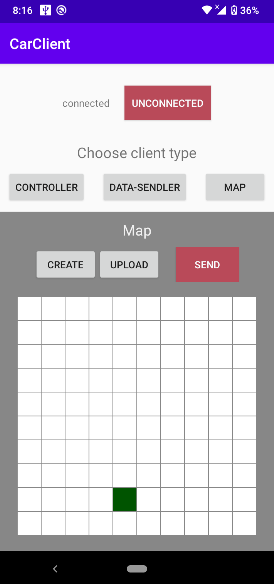 8:16 36%
CarClient
connected UNCONNECTED
Choose client type
CONTROLLER DATA-SENDLER MAP
Map
CREATE UPLOAD SEND